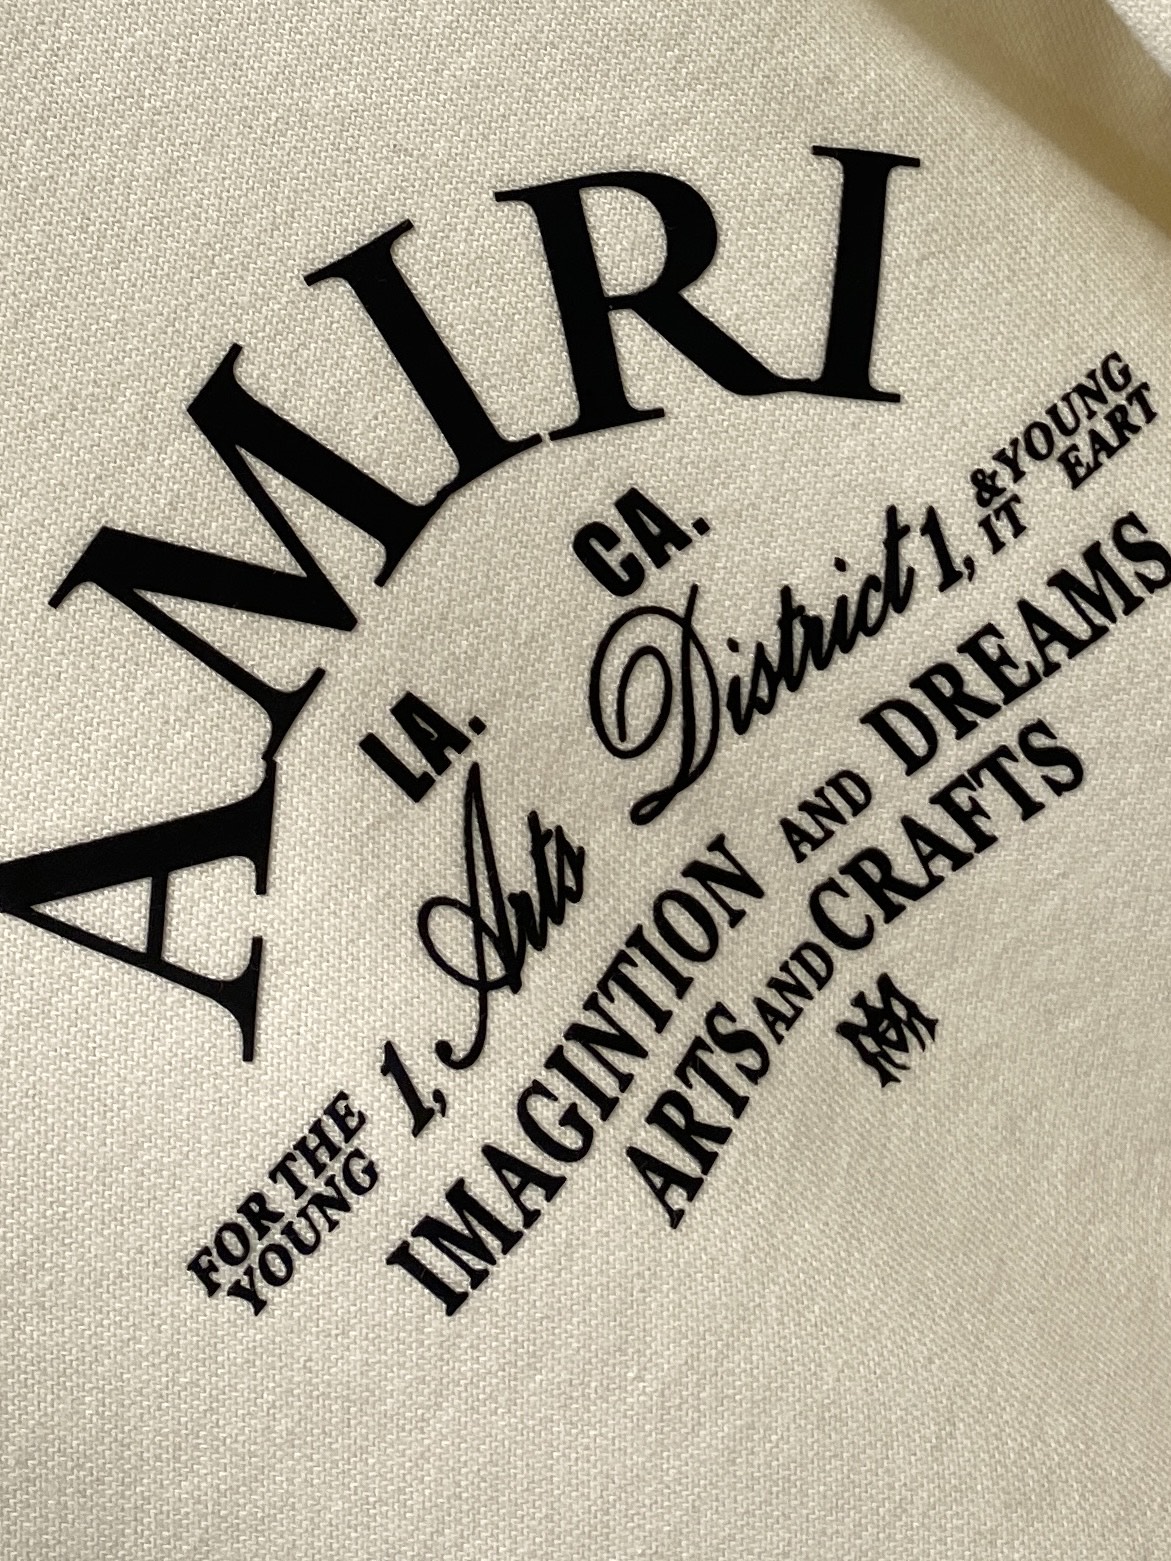 AMIRI
LA. CA.
1, Arts District 1,
FOR THE
YOUNG
&YOUNG
IT EART
IMAGINTION AND DREAMS
ARTS AND CRAFTS